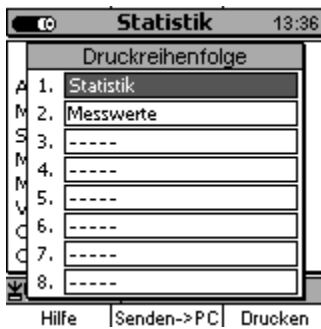 Statistik 13:36
Druckreihenfolge
1. Statistik
2. Messwerte
3. -----
4. -----
5. -----
6. -----
7. -----
8. -----
Hilfe Senden->PC Drucken